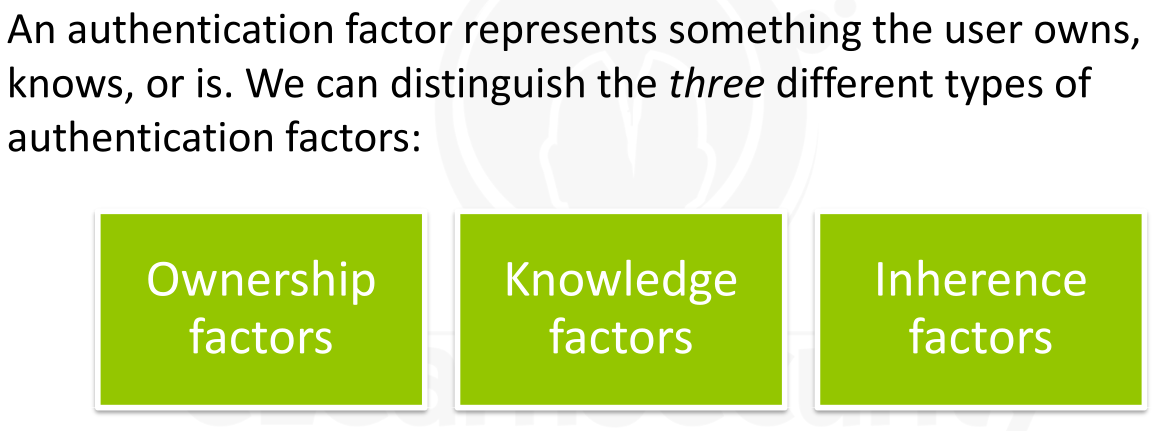 An authentication factor represents something the user owns,
knows, or is. We can distinguish the three different types of
authentication factors:
Ownership
factors
Knowledge
factors
Inherence
factors